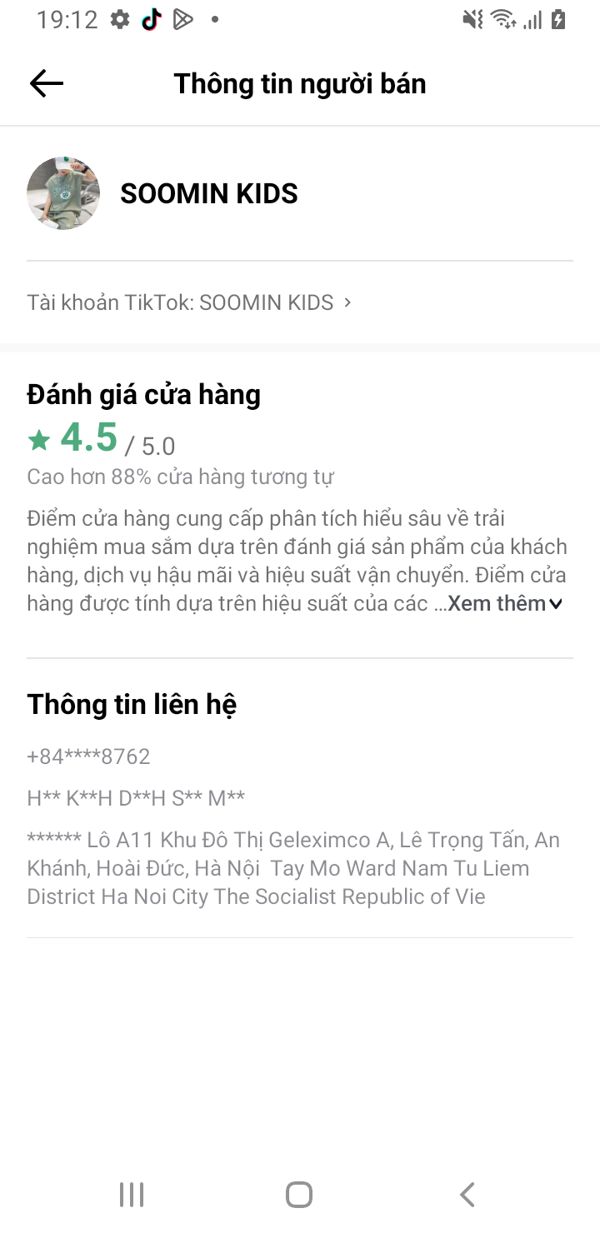 19:12
Thông tin người bán
SOOMIN KIDS
Tài khoản TikTok: SOOMIN KIDS
Đánh giá cửa hàng
4.5 / 5.0
Cao hơn 88% cửa hàng tương tự
Điểm cửa hàng cung cấp phân tích hiểu sâu về trải
nghiệm mua sắm dựa trên đánh giá sản phẩm của khách
hàng, dịch vụ hậu mãi và hiệu suất vận chuyển. Điểm cửa
hàng được tính dựa trên hiệu suất của các ...Xem thêm
Thông tin liên hệ
+84****8762
H** K**H D**H S** M**
****** Lô A11 Khu Đô Thị Geleximco A, Lê Trọng Tấn, An
Khánh, Hoài Đức, Hà Nội  Tay Mo Ward Nam Tu Liem
District Ha Noi City The Socialist Republic of Vie